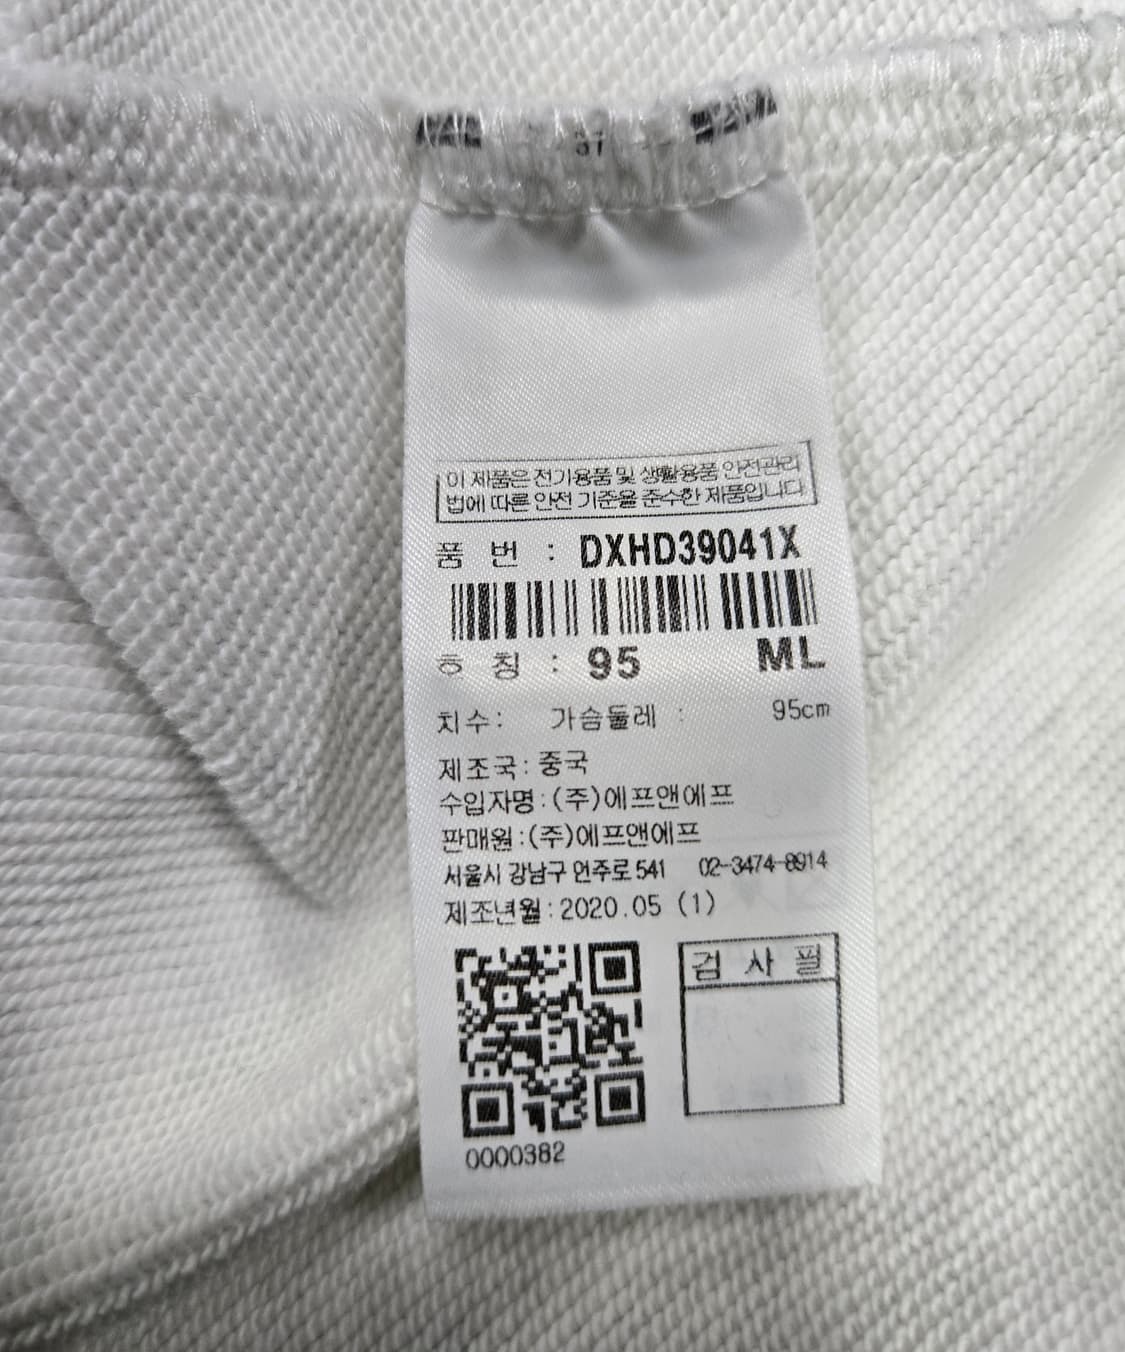 이 제품은 전기용품 및 생활용품 안전관리
법에 따른 안전 기준을 준수한 제품입니다
품 번 : DXHD39041X
호 칭 : 95 ML
치수: 가슴둘레 : 95cm
제조국: 중국
수입자명:(주)에프앤에프
판매원:(주)에프앤에프
서울시 강남구 언주로 541 02-3474-8914
제조년월:2020.05 (1)
검 사 필
0000382